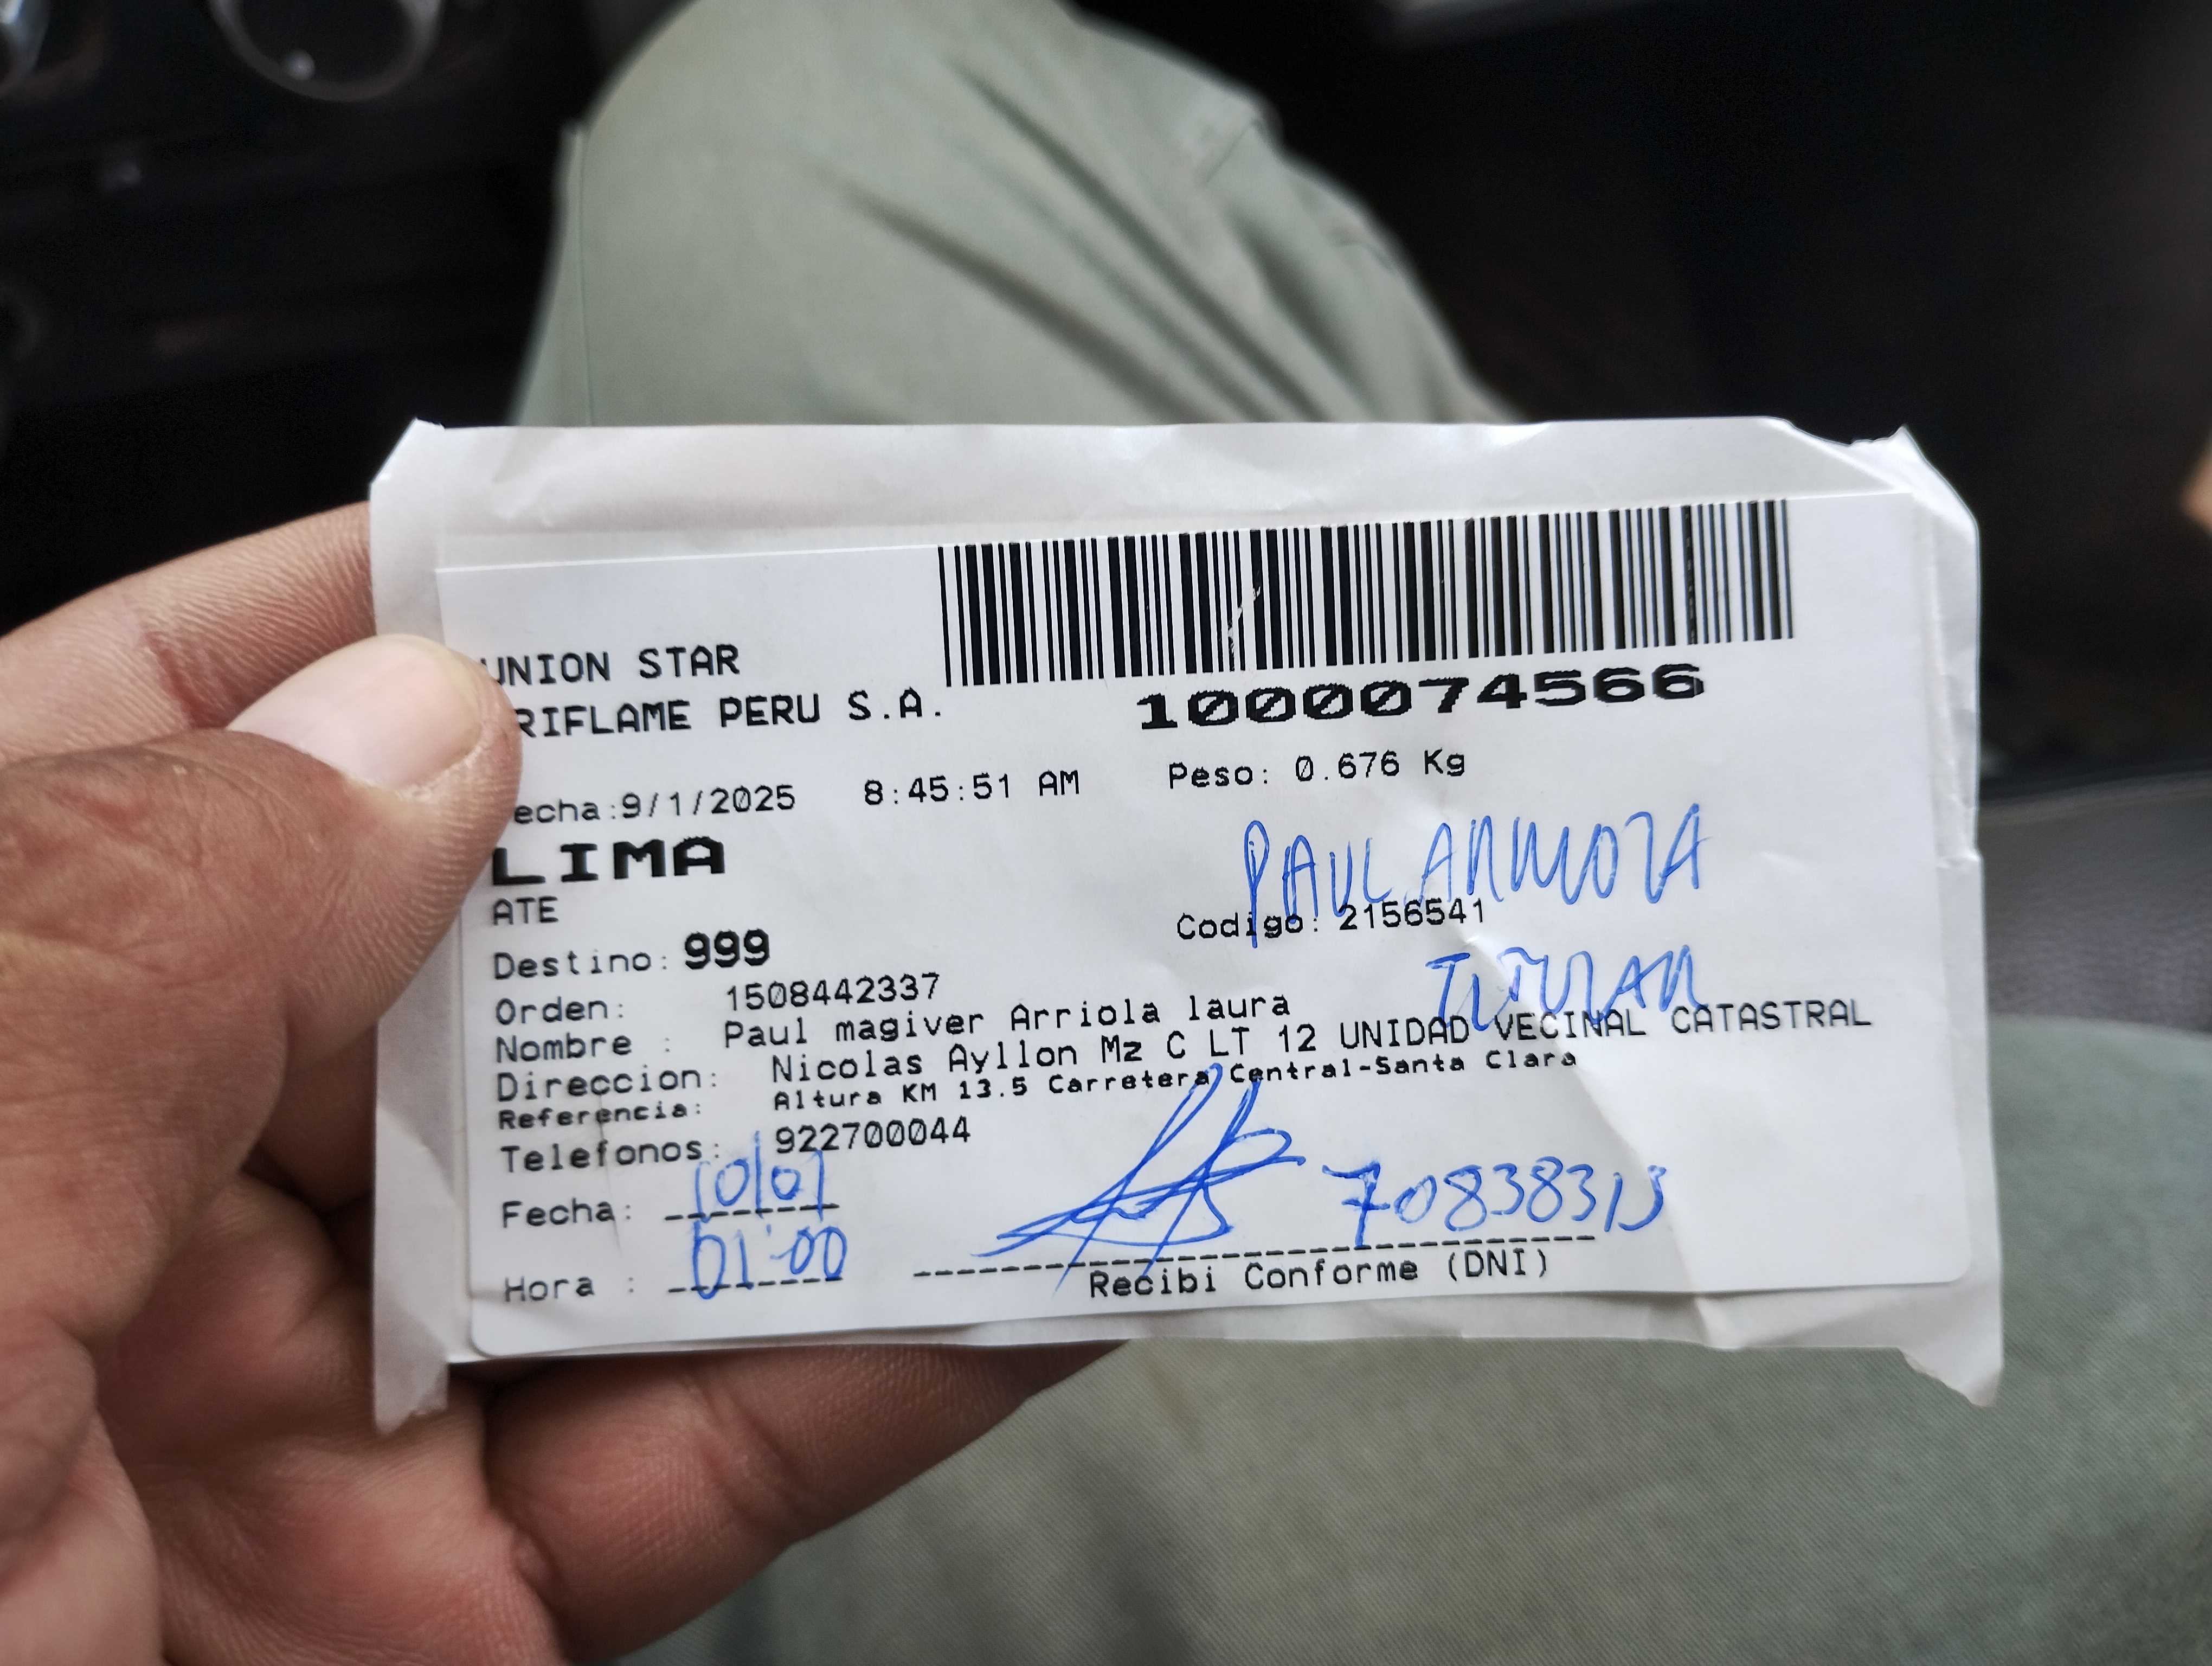 UNION STAR
RIFLAME PERU S.A.
1000074566
echa:9/1/2025 8:45:51 AM Peso: 0.676 Kg
LIMA
PAUL ARRIOLA
ATE
Codigo: 2156541
Destino: 999
TITULAR
Orden: 1508442337
Nombre : Paul magiver Arriola laura
Direccion: Nicolas Ayllon Mz C LT 12 UNIDAD VECINAL CATASTRAL
Referencia: Altura KM 13.5 Carretera Central-Santa Clara
Telefonos: 922700044
Fecha: 10/01
Hora : 01:00
Recibi Conforme (DNI)